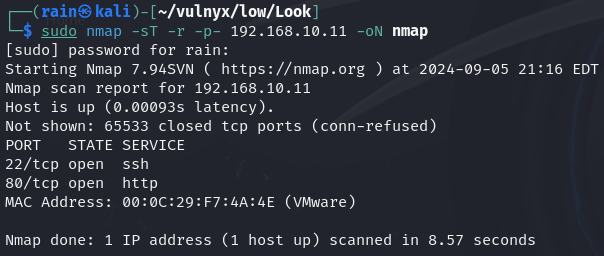 ┌──(rain㉿kali)-[~/vulnyx/low/Look]
└─$ sudo nmap -sT -r -p- 192.168.10.11 -oN nmap
[sudo] password for rain:
Starting Nmap 7.94SVN ( https://nmap.org ) at 2024-09-05 21:16 EDT
Nmap scan report for 192.168.10.11
Host is up (0.00093s latency).
Not shown: 65533 closed tcp ports (conn-refused)
PORT   STATE SERVICE
22/tcp open  ssh
80/tcp open  http
MAC Address: 00:0C:29:F7:4A:4E (VMware)
Nmap done: 1 IP address (1 host up) scanned in 8.57 seconds